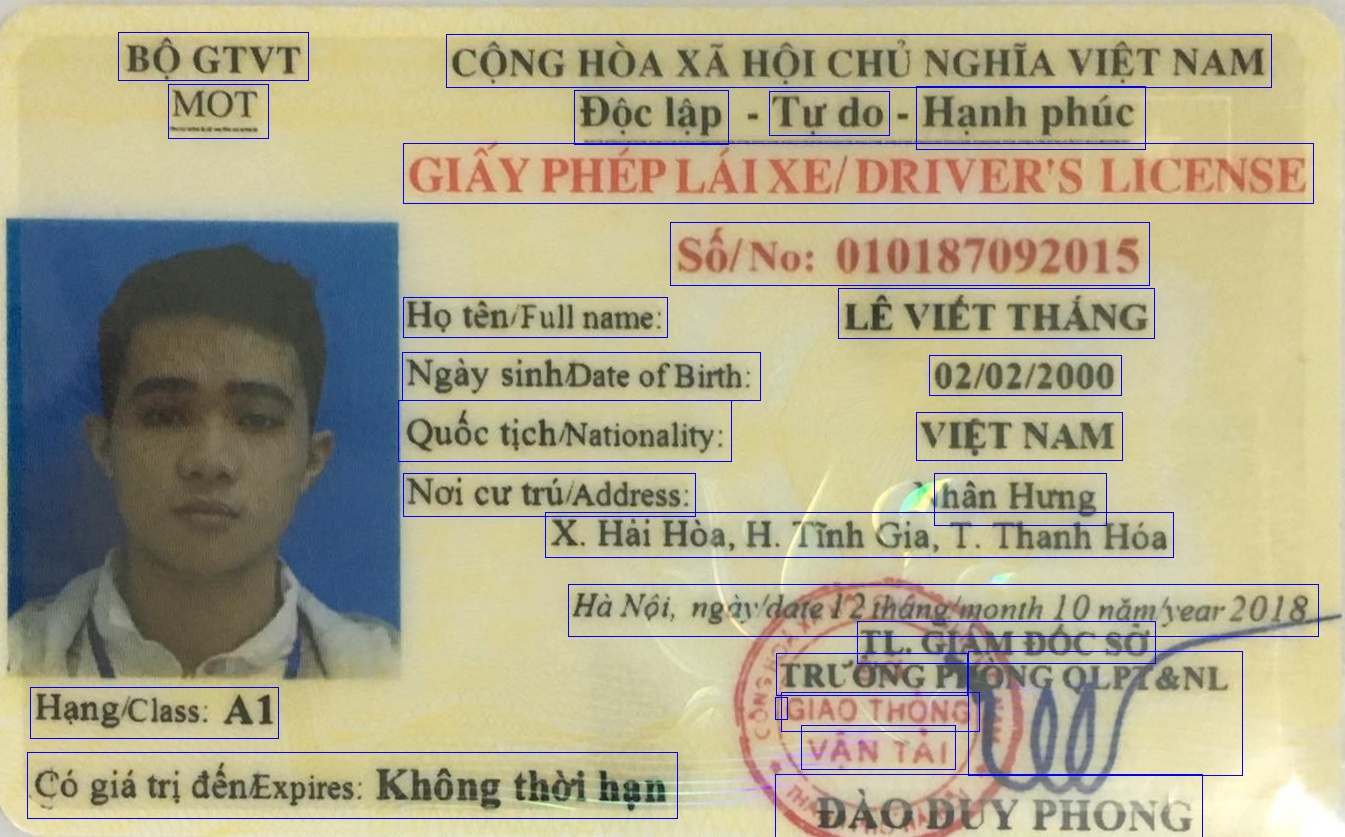 BỘ GTVT
MOT
CỘNG HÒA XÃ HỘI CHỦ NGHĨA VIỆT NAM
Độc lập - Tự do - Hạnh phúc
GIẤY PHÉP LÁI XE/ DRIVER'S LICENSE
Số/ No: 010187092015
Họ tên/Full name: LÊ VIẾT THẮNG
Ngày sinh/Date of Birth: 02/02/2000
Quốc tịch/Nationality: VIỆT NAM
Nơi cư trú/Address: Nhân Hưng
X. Hải Hòa, H. Tĩnh Gia, T. Thanh Hóa
Hà Nội, ngày/date 12 tháng/month 10 năm/year 2018
TL. GIÁM ĐỐC SỞ
TRƯỞNG PHÒNG QLPT&NL
GIAO THÔNG
VẬN TẢI
ĐÀO DUY PHONG
Hạng/Class: A1
Có giá trị đến/Expires: Không thời hạn